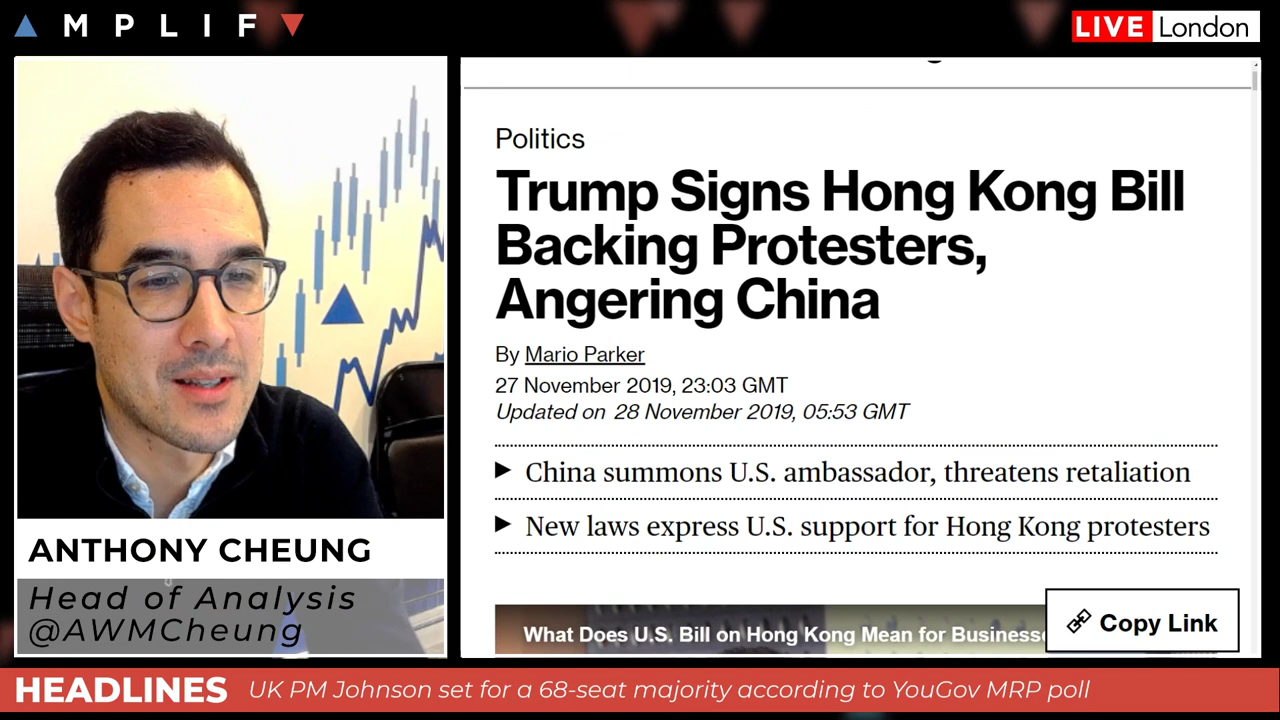 MPLIF
LIVE London
Politics
Trump Signs Hong Kong Bill
Backing Protesters,
Angering China
By Mario Parker
27 November 2019, 23:03 GMT
Updated on 28 November 2019, 05:53 GMT
China summons U.S. ambassador, threatens retaliation
New laws express U.S. support for Hong Kong protesters
What Does U.S. Bill on Hong Kong Mean for Business
Copy Link
ANTHONY CHEUNG
Head of Analysis
@AWMCheung
HEADLINES UK PM Johnson set for a 68-seat majority according to YouGov MRP poll